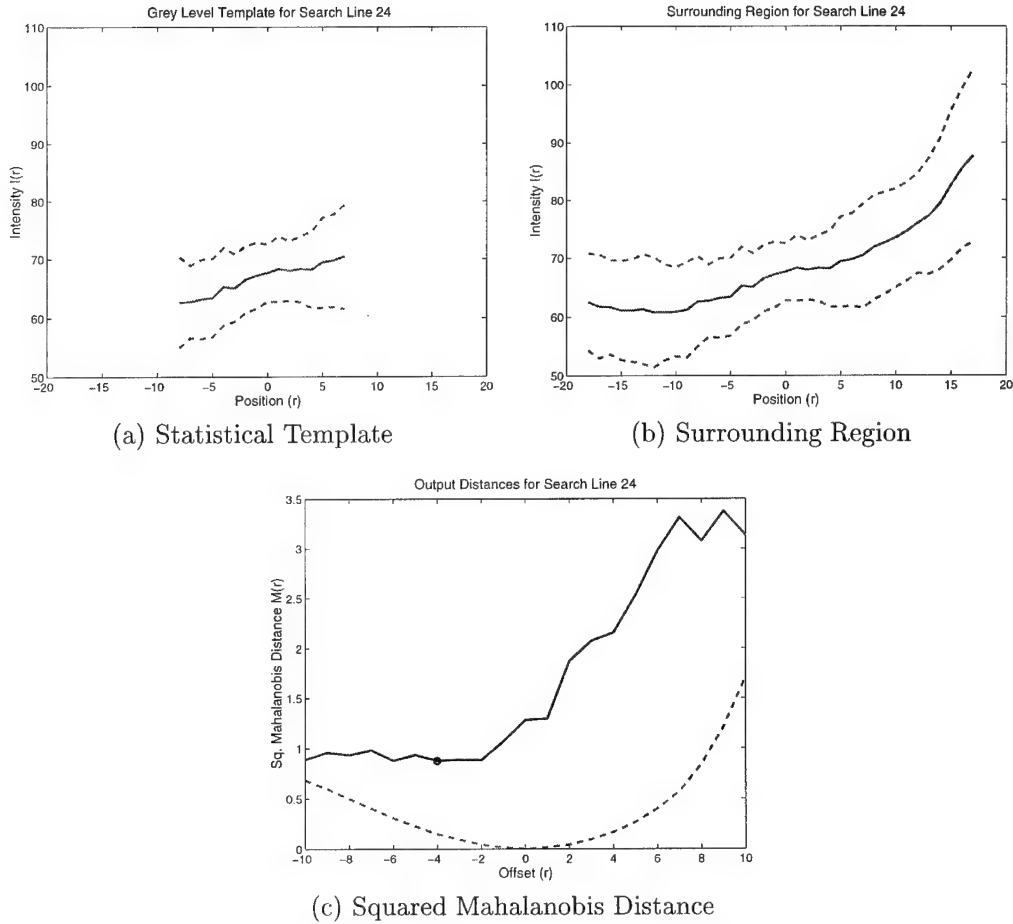 Grey Level Template for Search Line 24
110
100
90
80
70
60
50
Intensity I(r)
−20 −15 −10 −5 0 5 10 15 20
Position (r)
(a) Statistical Template
Surrounding Region for Search Line 24
110
100
90
80
70
60
50
Intensity I(r)
−20 −15 −10 −5 0 5 10 15 20
Position (r)
(b) Surrounding Region
Output Distances for Search Line 24
3.5
3
2.5
2
1.5
1
0.5
0
Sq. Mahalanobis Distance M(r)
−10 −8 −6 −4 −2 0 2 4 6 8 10
Offset (r)
(c) Squared Mahalanobis Distance